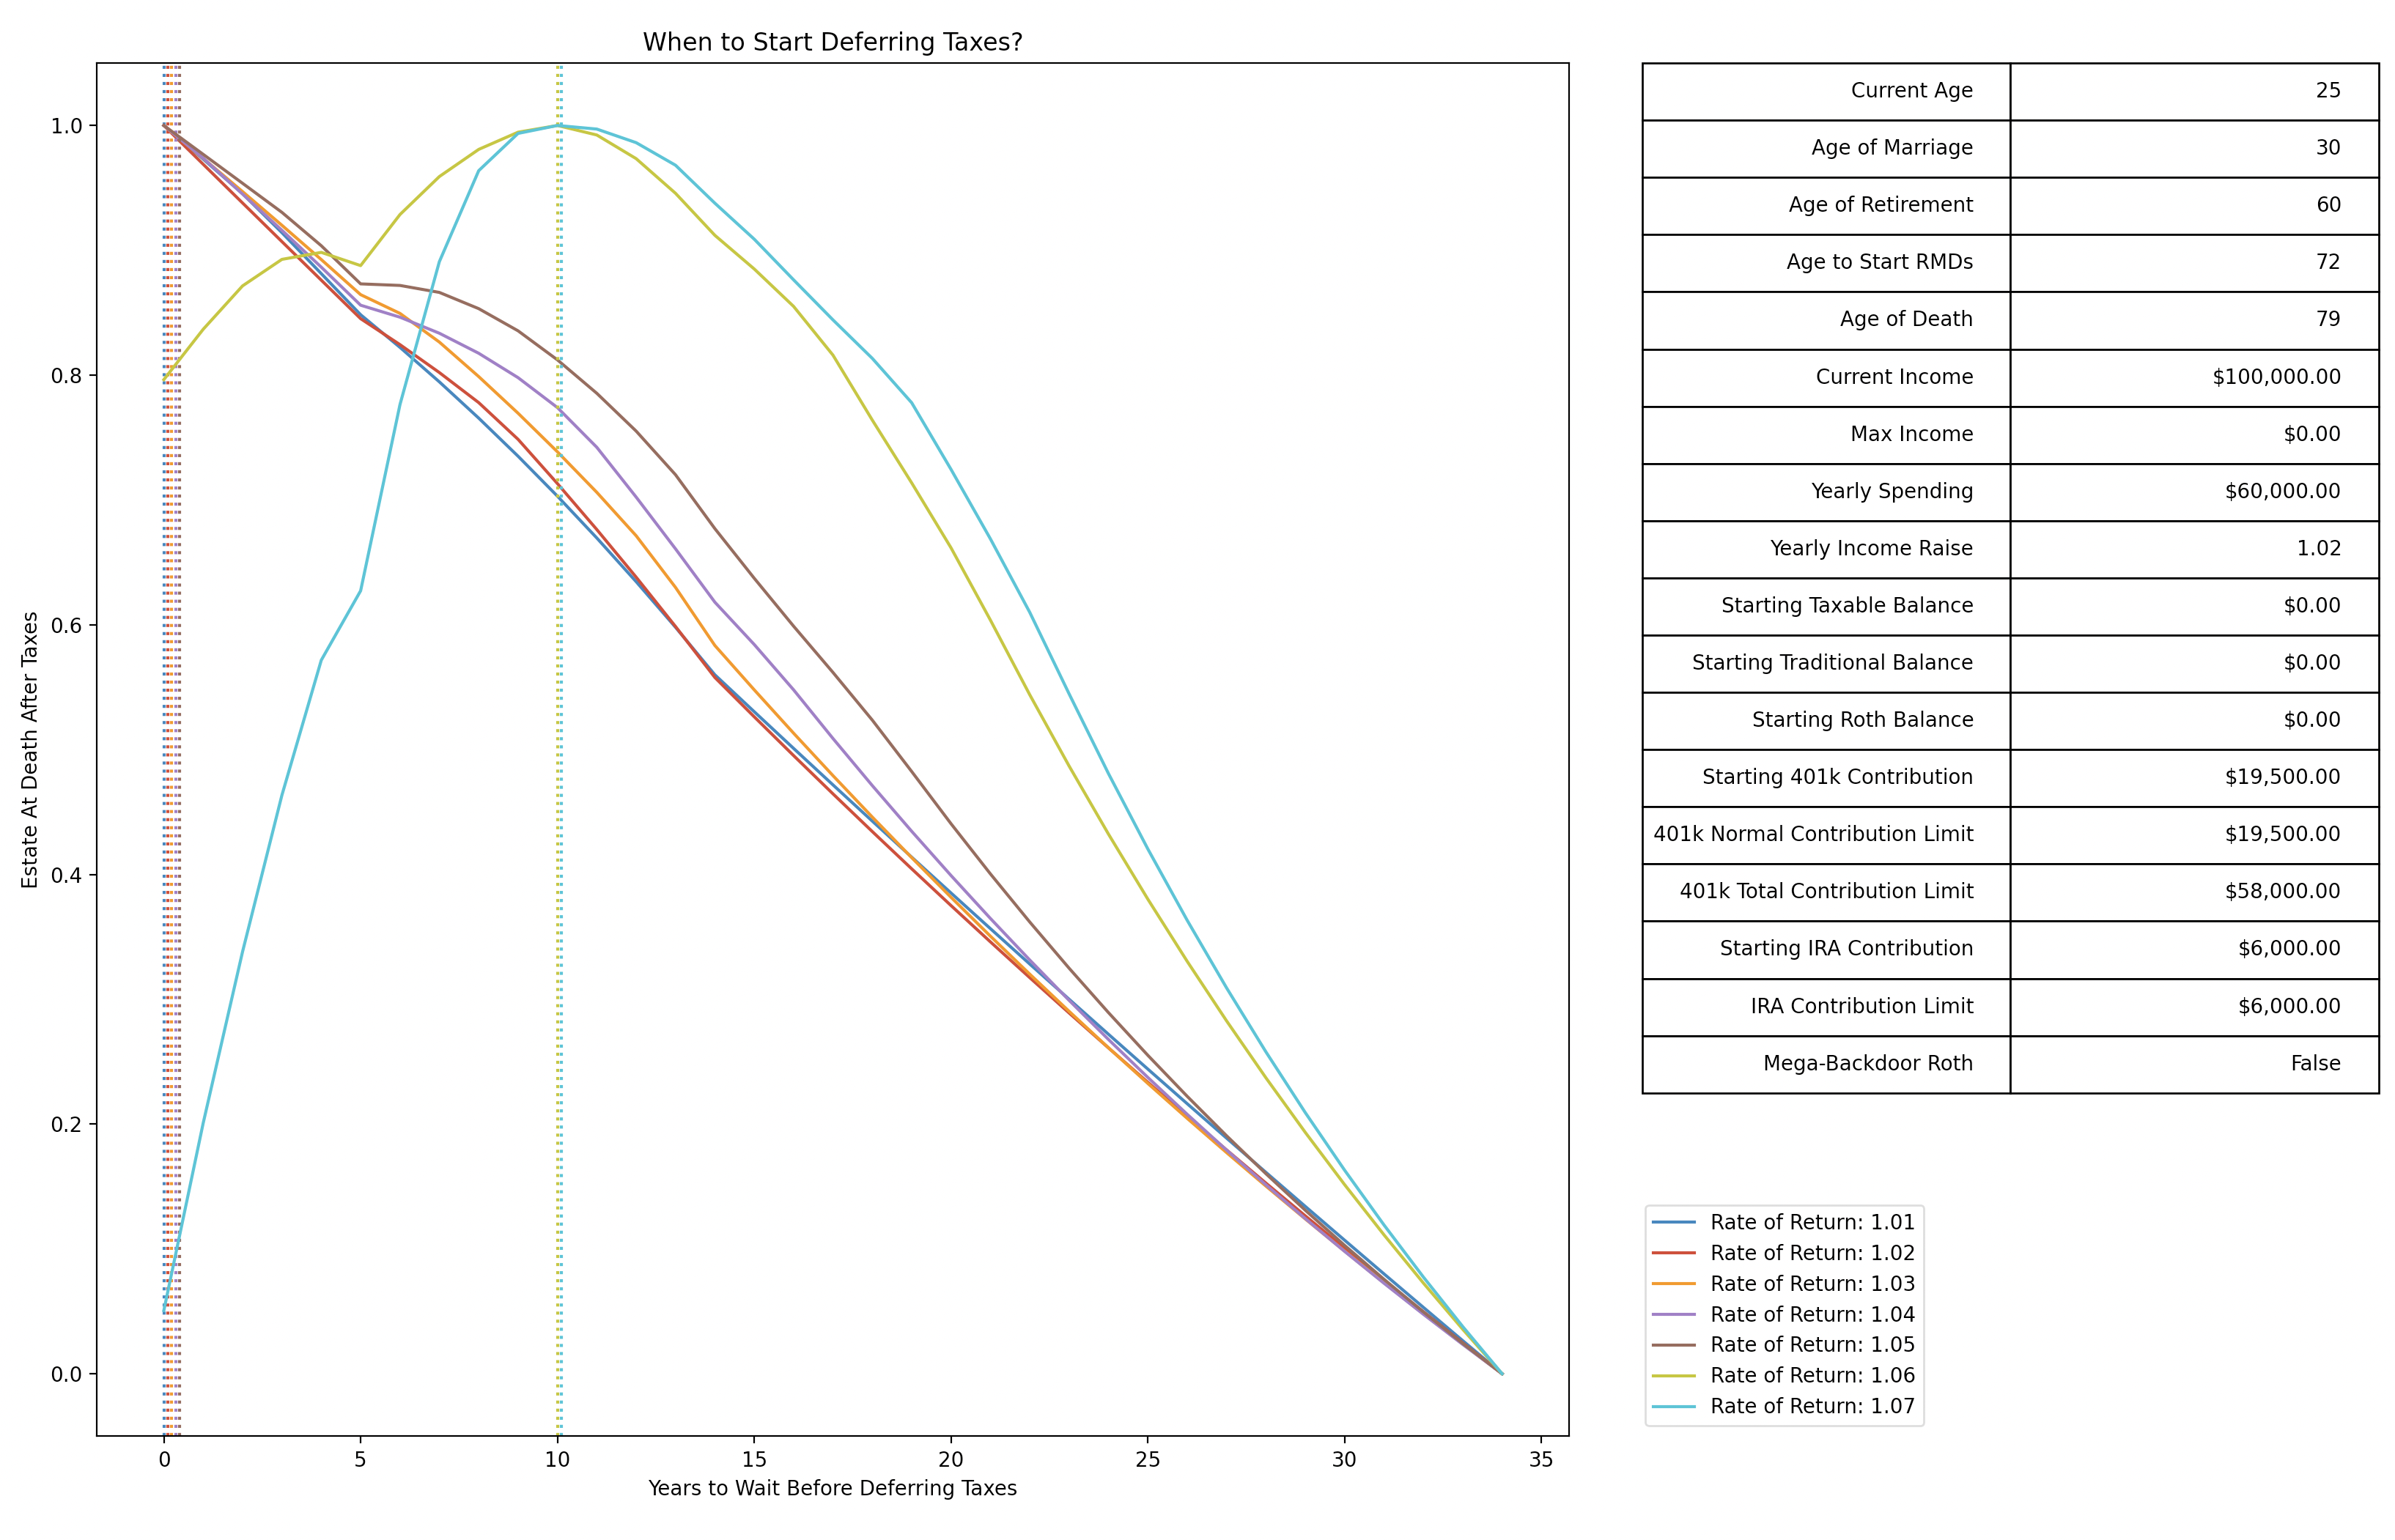 When to Start Deferring Taxes?
1.0
0.8
0.6
0.4
0.2
0.0
Estate At Death After Taxes
0 5 10 15 20 25 30 35
Years to Wait Before Deferring Taxes
Current Age 25
Age of Marriage 30
Age of Retirement 60
Age to Start RMDs 72
Age of Death 79
Current Income $100,000.00
Max Income $0.00
Yearly Spending $60,000.00
Yearly Income Raise 1.02
Starting Taxable Balance $0.00
Starting Traditional Balance $0.00
Starting Roth Balance $0.00
Starting 401k Contribution $19,500.00
401k Normal Contribution Limit $19,500.00
401k Total Contribution Limit $58,000.00
Starting IRA Contribution $6,000.00
IRA Contribution Limit $6,000.00
Mega-Backdoor Roth False
Rate of Return: 1.01
Rate of Return: 1.02
Rate of Return: 1.03
Rate of Return: 1.04
Rate of Return: 1.05
Rate of Return: 1.06
Rate of Return: 1.07